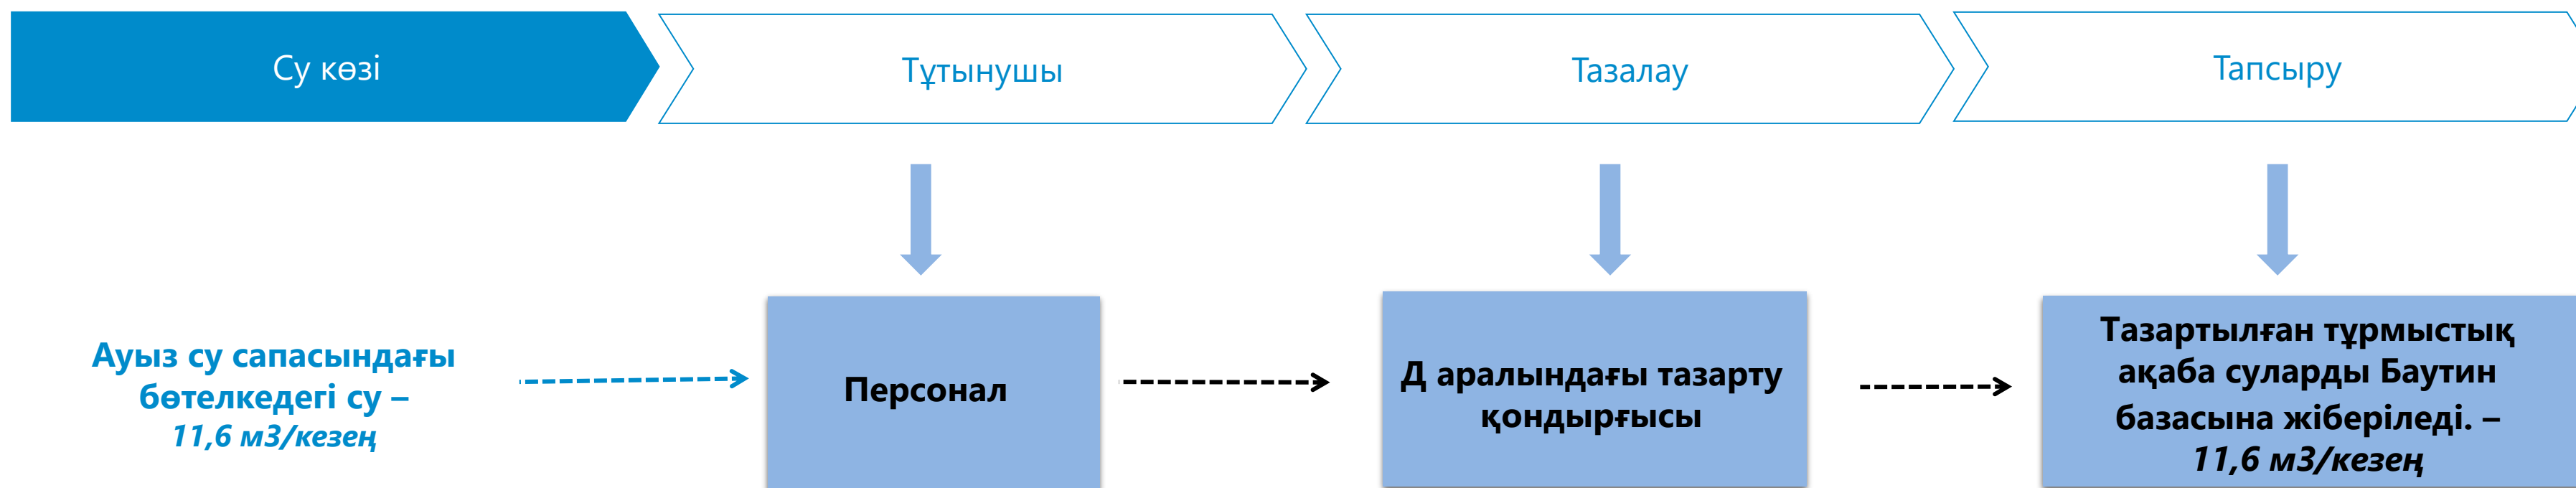 Су көзі
Тұтынушы
Тазалау
Тапсыру
Ауыз су сапасындағы
бөтелкедегі су –
11,6 м3/кезең
Персонал
Д аралындағы тазарту
қондырғысы
Тазартылған тұрмыстық
ақаба суларды Баутин
базасына жіберіледі. –
11,6 м3/кезең